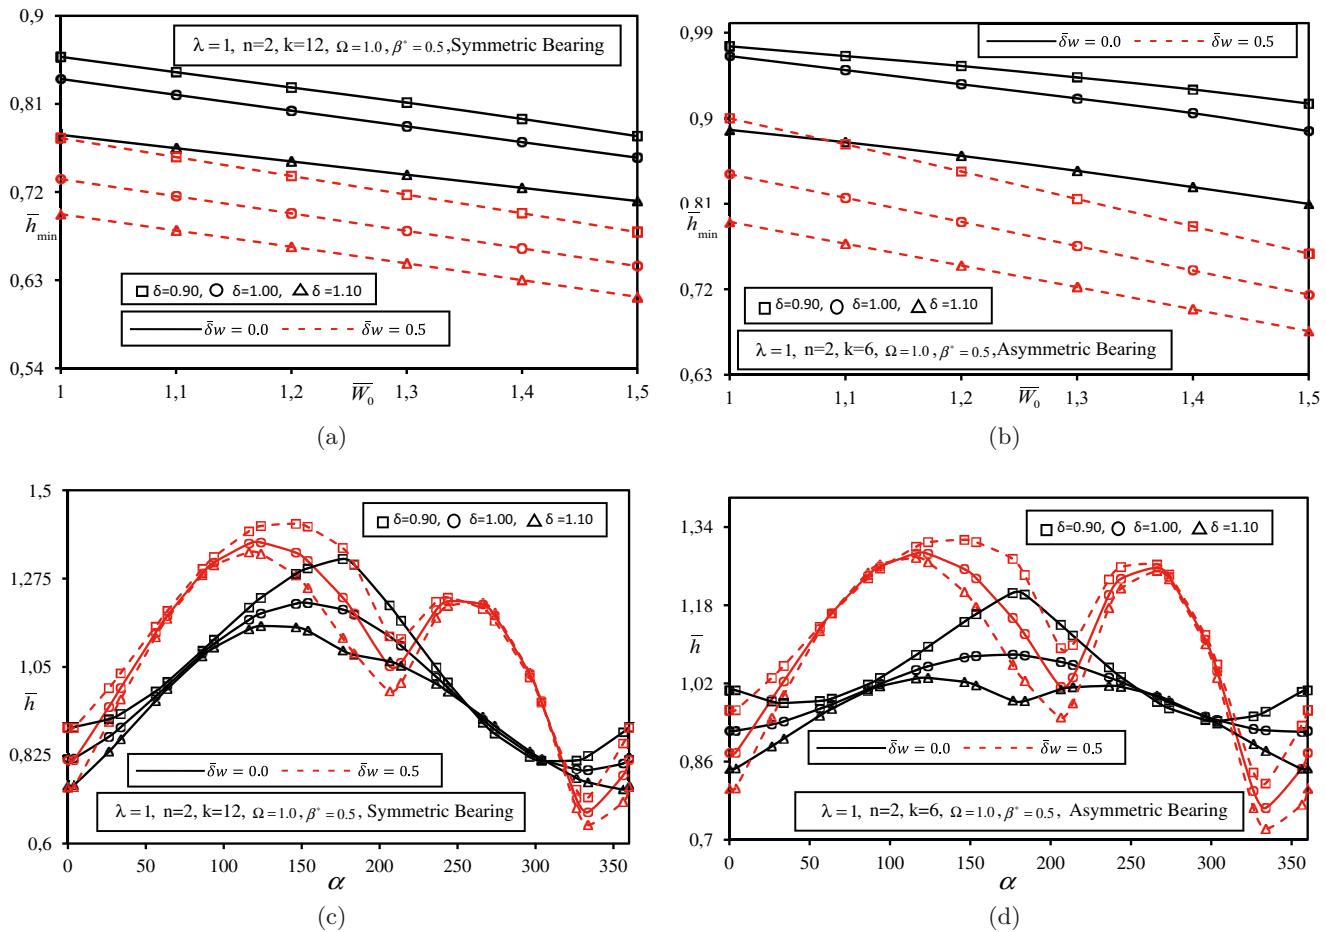 0,9
λ = 1, n=2, k=12, Ω=1.0, β* = 0.5, Symmetric Bearing
0,81
0,72
h̅min
0,63
δ=0.90, δ=1.00, δ =1.10
δ̅w = 0.0 δ̅w = 0.5
0,54
1 1,1 1,2 W̅0 1,3 1,4 1,5
(a)
0,99
δ̅w = 0.0 δ̅w = 0.5
0,9
0,81
h̅min
0,72
δ=0.90, δ=1.00, δ =1.10
λ = 1, n=2, k=6, Ω=1.0, β* = 0.5, Asymmetric Bearing
0,63
1 1,1 1,2 W̅0 1,3 1,4 1,5
(b)
1,5
δ=0.90, δ=1.00, δ =1.10
1,275
1,05
h̅
0,825
δ̅w = 0.0 δ̅w = 0.5
λ = 1, n=2, k=12, Ω=1.0, β* = 0.5, Symmetric Bearing
0,6
0 50 100 150 200 250 300 350
α
(c)
1,34
δ=0.90, δ=1.00, δ =1.10
1,18
h̅
1,02
0,86
δ̅w = 0.0 δ̅w = 0.5
λ = 1, n=2, k=6, Ω=1.0, β* = 0.5, Asymmetric Bearing
0,7
0 50 100 150 200 250 300 350
α
(d)